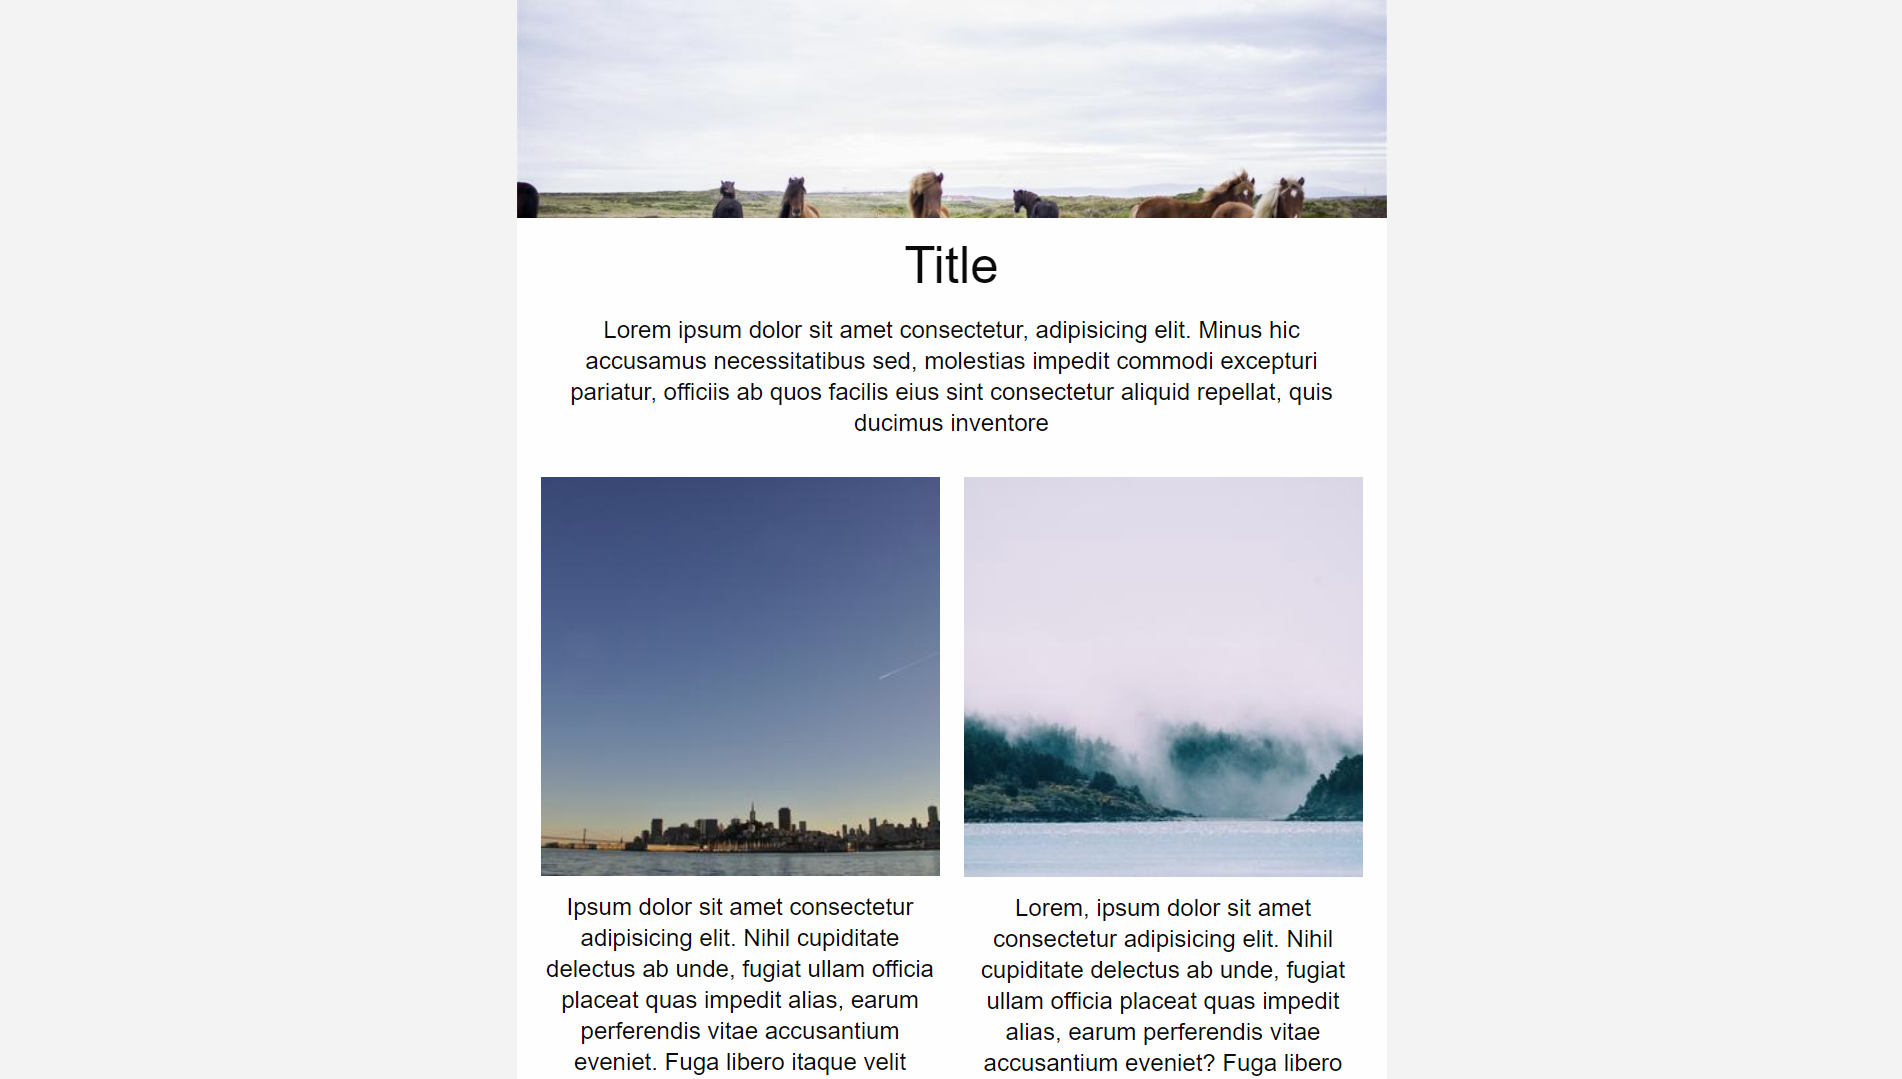 Title
Lorem ipsum dolor sit amet consectetur, adipisicing elit. Minus hic
accusamus necessitatibus sed, molestias impedit commodi excepturi
pariatur, officiis ab quos facilis eius sint consectetur aliquid repellat, quis
ducimus inventore
Ipsum dolor sit amet consectetur
adipisicing elit. Nihil cupiditate
delectus ab unde, fugiat ullam officia
placeat quas impedit alias, earum
perferendis vitae accusantium
eveniet. Fuga libero itaque velit
Lorem, ipsum dolor sit amet
consectetur adipisicing elit. Nihil
cupiditate delectus ab unde, fugiat
ullam officia placeat quas impedit
alias, earum perferendis vitae
accusantium eveniet? Fuga libero